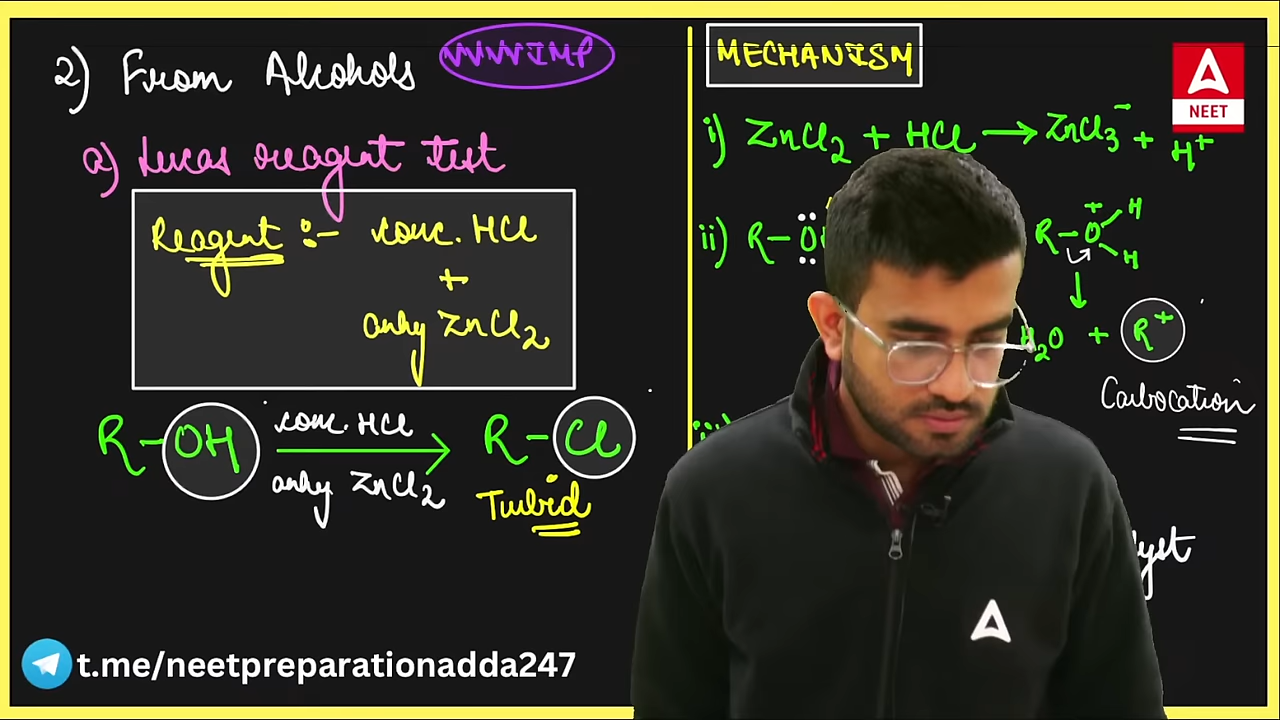 2) From Alcohols
VVVVIMP
a) Lucas reagent Test
Reagent :- conc. HCl
+
anhy ZnCl2
R-OH conc. HCl anhy ZnCl2 → R-Cl
Turbid
MECHANISM
i) ZnCl2 + HCl → ZnCl3- + H+
ii) R-O
R-O+ H
H
↓
H2O + R+
Carbocation
NEET
t.me/neetpreparationadda247